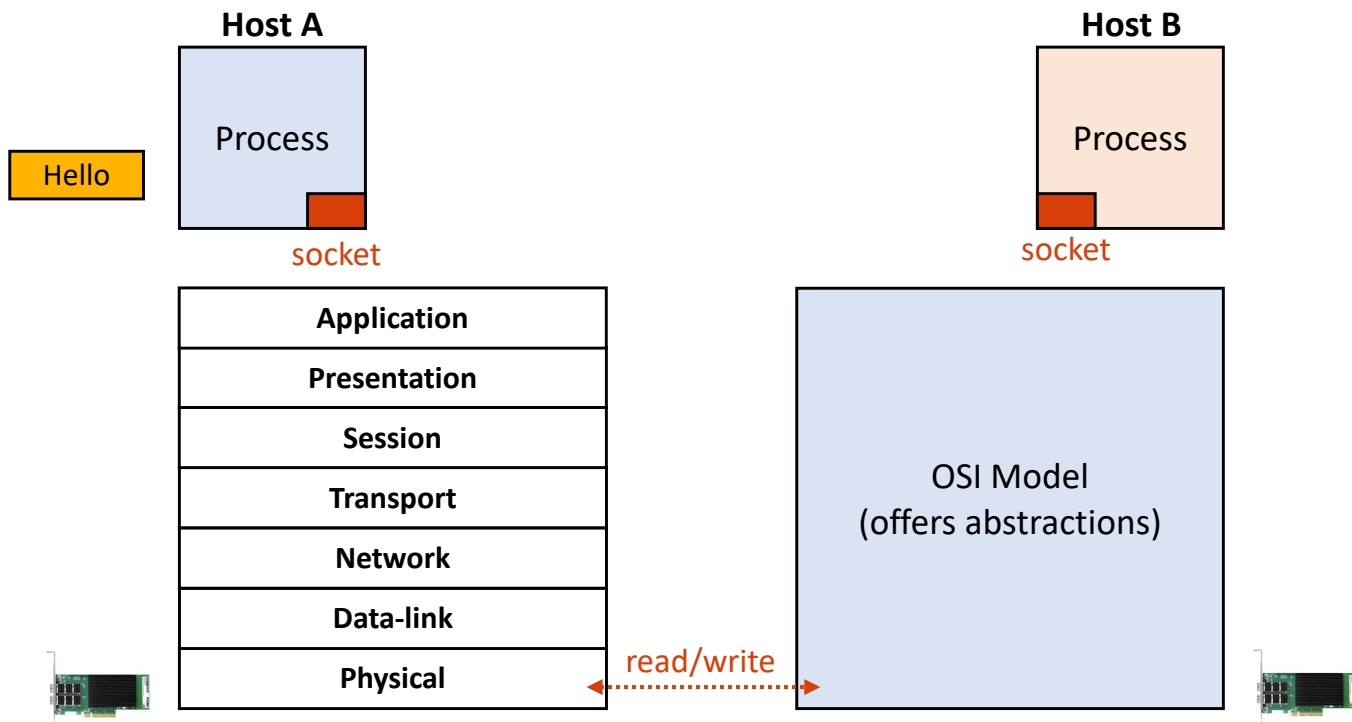 Host A
Host B
Process
Process
Hello
socket
socket
Application
Presentation
Session
Transport
Network
Data-link
Physical
OSI Model
(offers abstractions)
read/write